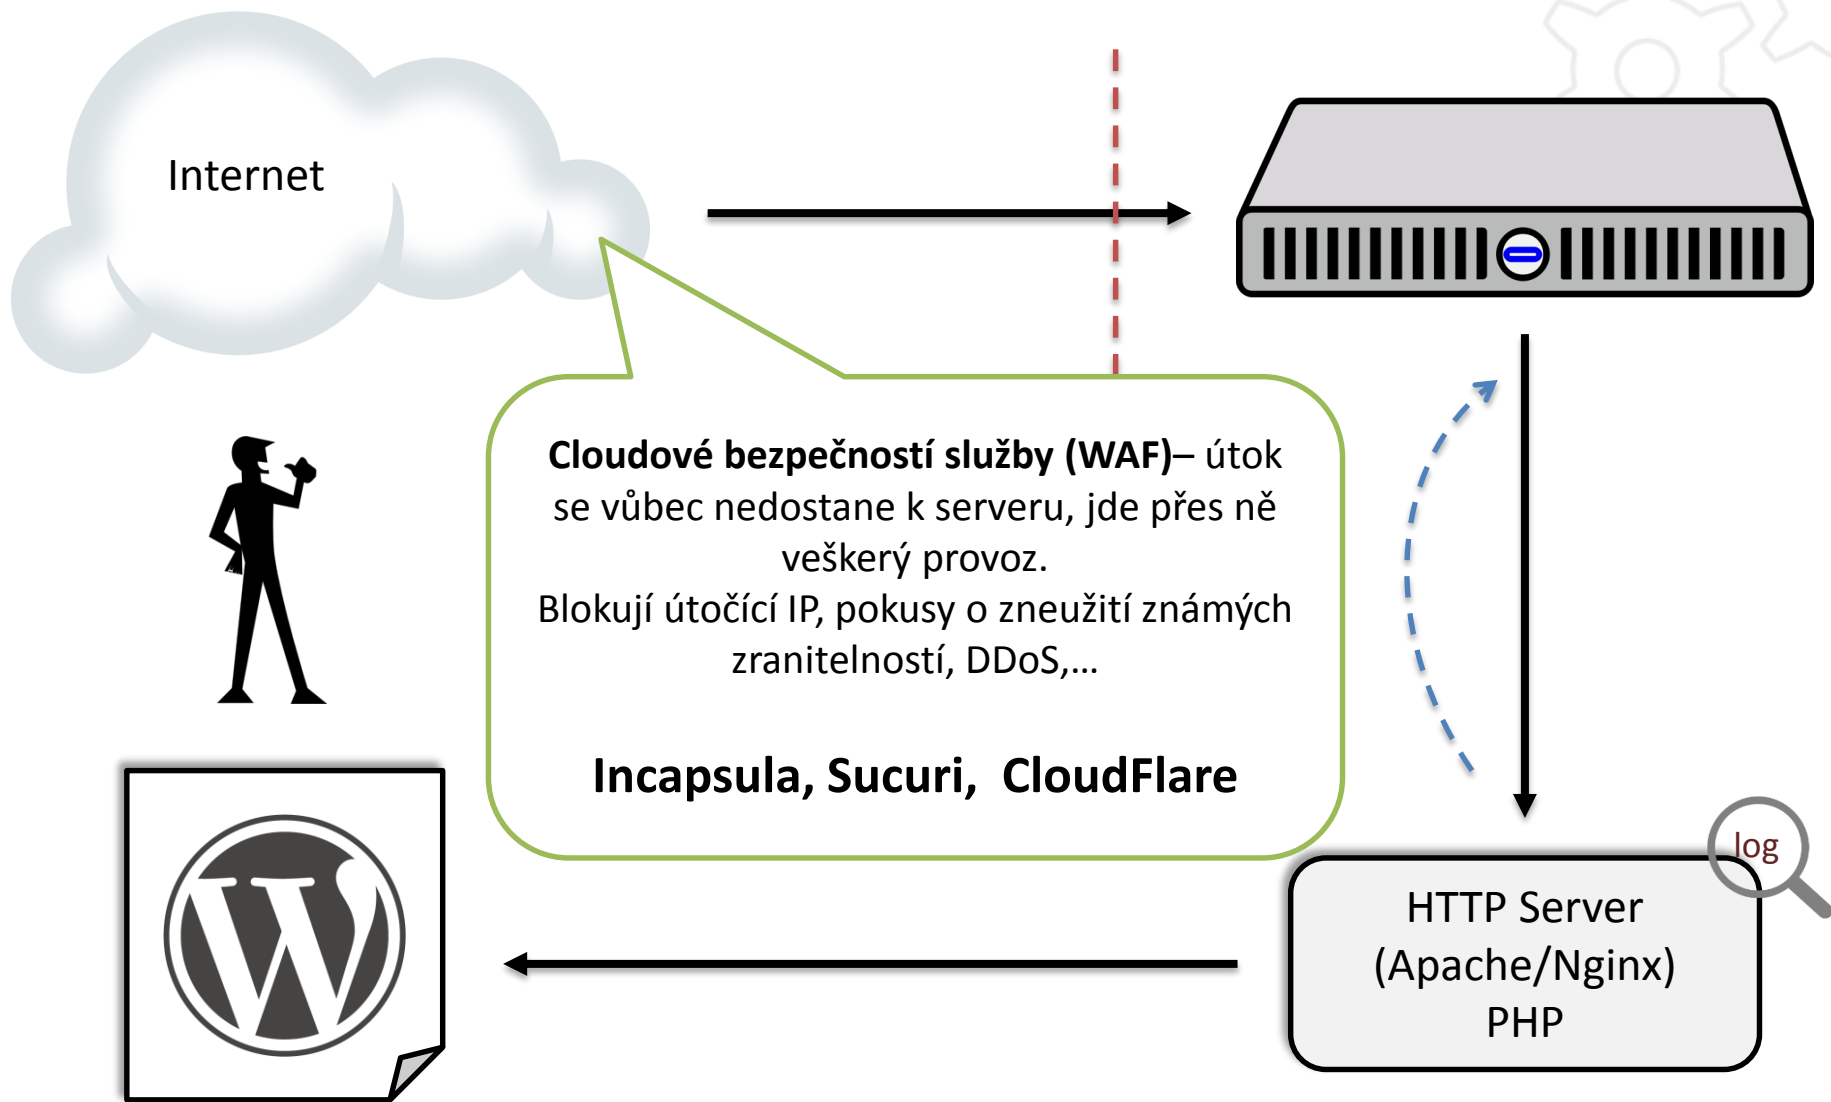 Internet
Cloudové bezpečností služby (WAF)– útok
se vůbec nedostane k serveru, jde přes ně
veškerý provoz.
Blokují útočící IP, pokusy o zneužití známých
zranitelností, DDoS,...
Incapsula, Sucuri,  CloudFlare
log
HTTP Server
(Apache/Nginx)
PHP